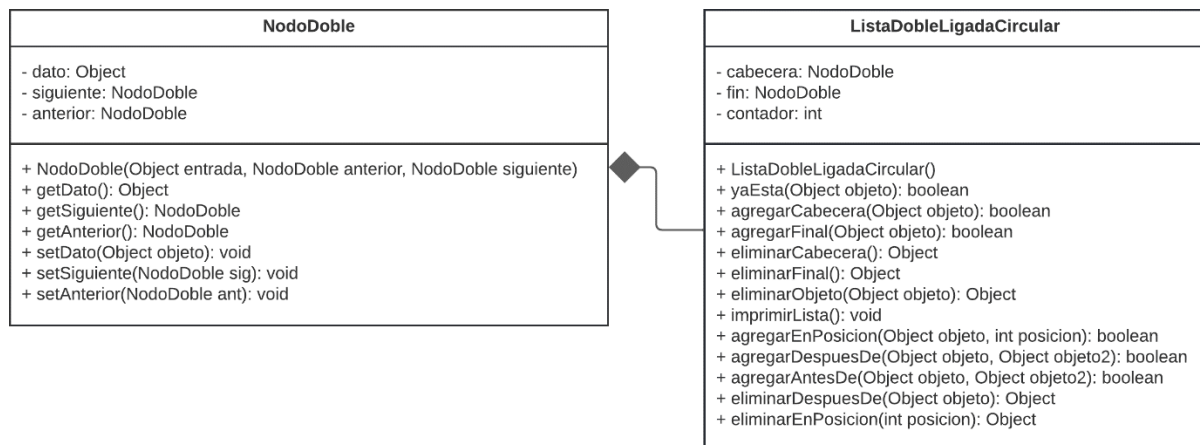 NodoDoble
- dato: Object
- siguiente: NodoDoble
- anterior: NodoDoble
+ NodoDoble(Object entrada, NodoDoble anterior, NodoDoble siguiente)
+ getDato(): Object
+ getSiguiente(): NodoDoble
+ getAnterior(): NodoDoble
+ setDato(Object objeto): void
+ setSiguiente(NodoDoble sig): void
+ setAnterior(NodoDoble ant): void
ListaDobleLigadaCircular
- cabecera: NodoDoble
- fin: NodoDoble
- contador: int
+ ListaDobleLigadaCircular()
+ yaEsta(Object objeto): boolean
+ agregarCabecera(Object objeto): boolean
+ agregarFinal(Object objeto): boolean
+ eliminarCabecera(): Object
+ eliminarFinal(): Object
+ eliminarObjeto(Object objeto): Object
+ imprimirLista(): void
+ agregarEnPosicion(Object objeto, int posicion): boolean
+ agregarDespuesDe(Object objeto, Object objeto2): boolean
+ agregarAntesDe(Object objeto, Object objeto2): boolean
+ eliminarDespuesDe(Object objeto): Object
+ eliminarEnPosicion(int posicion): Object